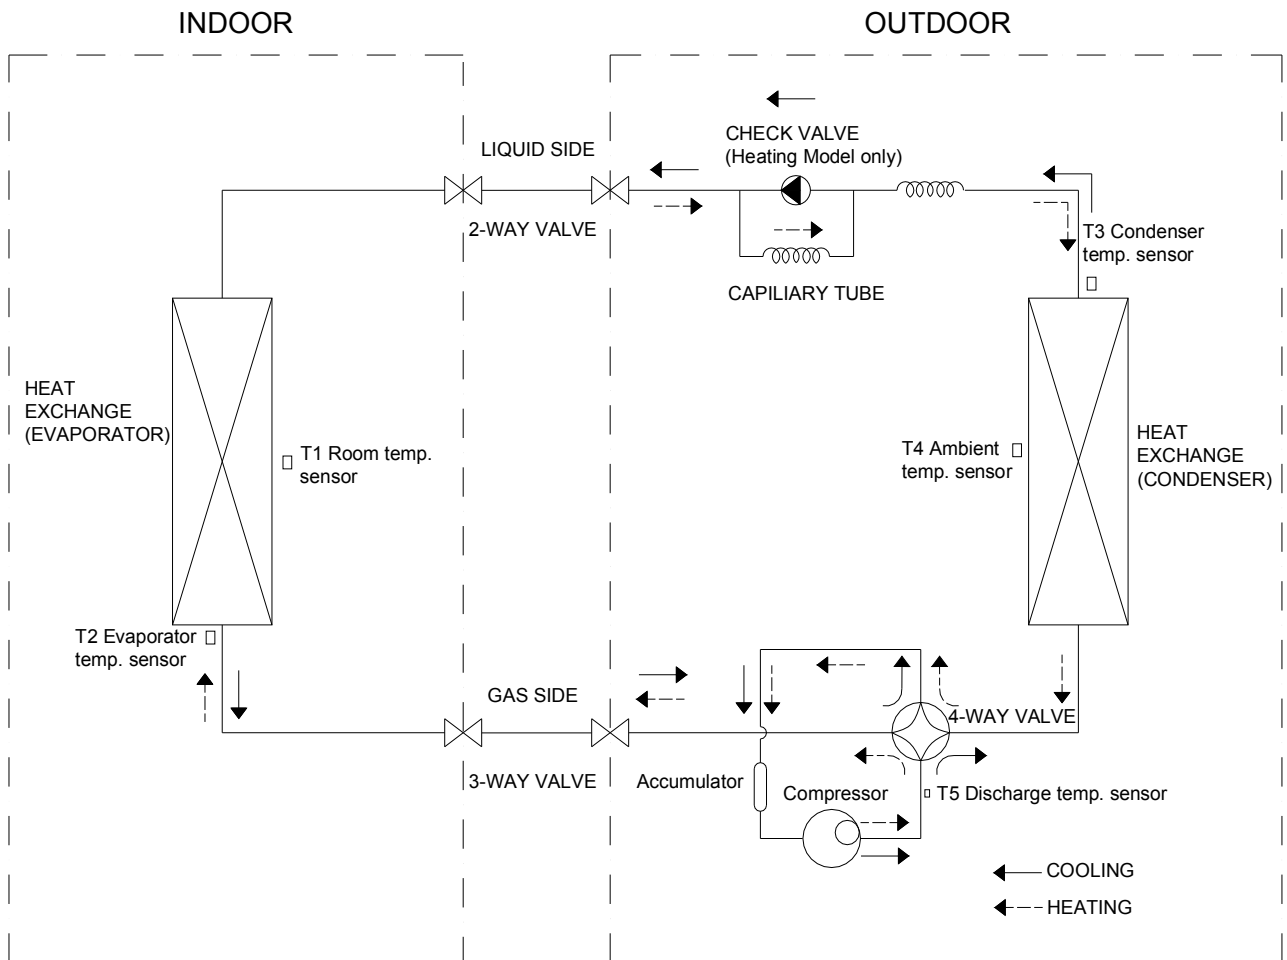 INDOOR
OUTDOOR
CHECK VALVE
(Heating Model only)
LIQUID SIDE
2-WAY VALVE
T3 Condenser
temp. sensor
CAPILIARY TUBE
HEAT
EXCHANGE
(EVAPORATOR)
T1 Room temp.
sensor
T4 Ambient
temp. sensor
HEAT
EXCHANGE
(CONDENSER)
T2 Evaporator
temp. sensor
GAS SIDE
4-WAY VALVE
3-WAY VALVE
Accumulator
Compressor
T5 Discharge temp. sensor
COOLING
HEATING